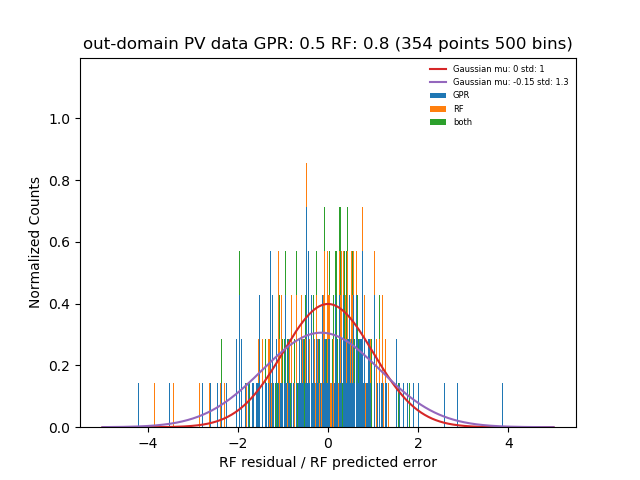 out-domain PV data GPR: 0.5 RF: 0.8 (354 points 500 bins)
Gaussian mu: 0 std: 1
Gaussian mu: -0.15 std: 1.3
GPR
RF
both
Normalized Counts
1.0
0.8
0.6
0.4
0.2
0.0
−4 −2 0 2 4
RF residual / RF predicted error